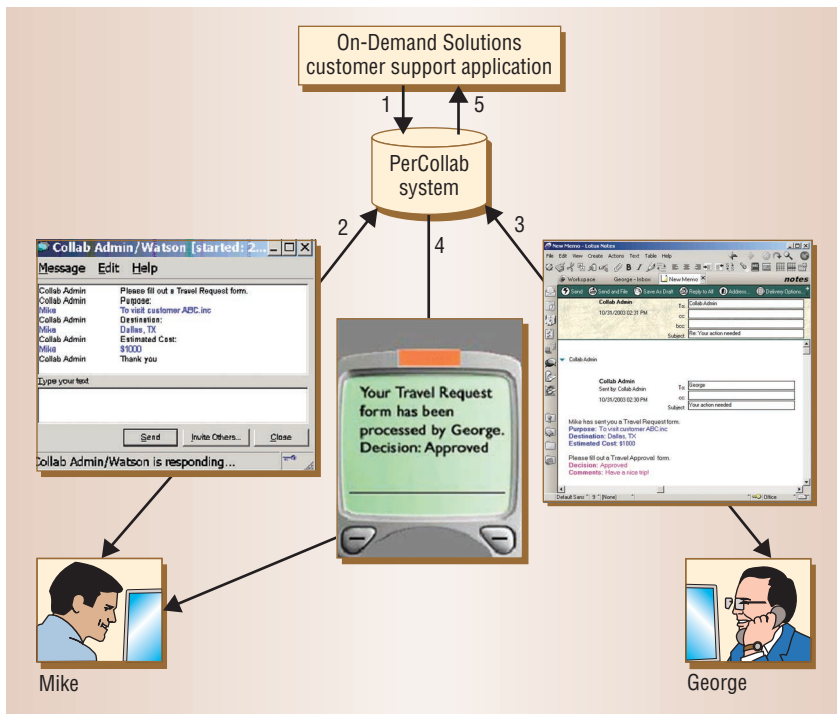 On-Demand Solutions
customer support application
1
5
PerCollab
system
2
4
3
Collab Admin/Watson [started: 2...
Message Edit Help
Collab Admin Please fill out a Travel Request form.
Collab Admin Purpose:
Mike To visit customer ABC.inc
Collab Admin Destination:
Mike Dallas, TX
Collab Admin Estimated Cost:
Mike $1000
Collab Admin Thank you
Type your text
Send Invite Others... Close
Collab Admin/Watson is responding...
Your Travel Request
form has been
processed by George.
Decision: Approved
New Memo - Lotus Notes
File Edit View Create Actions Text Table Help
Workspace George - Inbox New Memo notes
Send Send and File Save As Draft Reply to All Address... Delivery Options...
Collab Admin To: Collab Admin
10/31/2003 02:31 PM cc:
bcc:
Subject: Re: Your action needed
Collab Admin
Collab Admin To George
Sent by: Collab Admin
cc
10/31/2003 02:30 PM
Subject Your action needed
Mike has sent you a Travel Request form.
Purpose: To visit customer ABC.inc
Destination: Dallas, TX
Estimated Cost: $1000
Please fill out a Travel Approval form.
Decision: Approved
Comments: Have a nice trip!
Default Sans 9 [None] Office
Mike
George